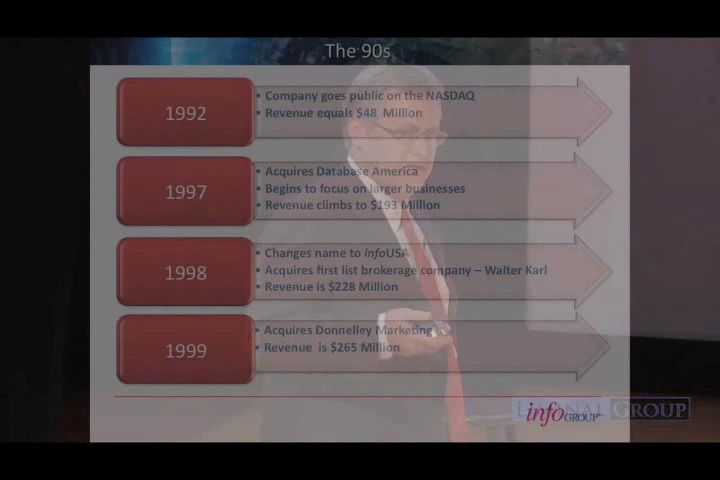 The 90s
1992
• Company goes public on the NASDAQ
• Revenue equals $48 Million
1997
• Acquires Database America
• Begins to focus on larger businesses
• Revenue climbs to $193 Million
1998
• Changes name to infoUSA
• Acquires first list brokerage company – Walter Karl
• Revenue is $228 Million
1999
• Acquires Donnelley Marketing
• Revenue is $265 Million
infoGROUP
Group